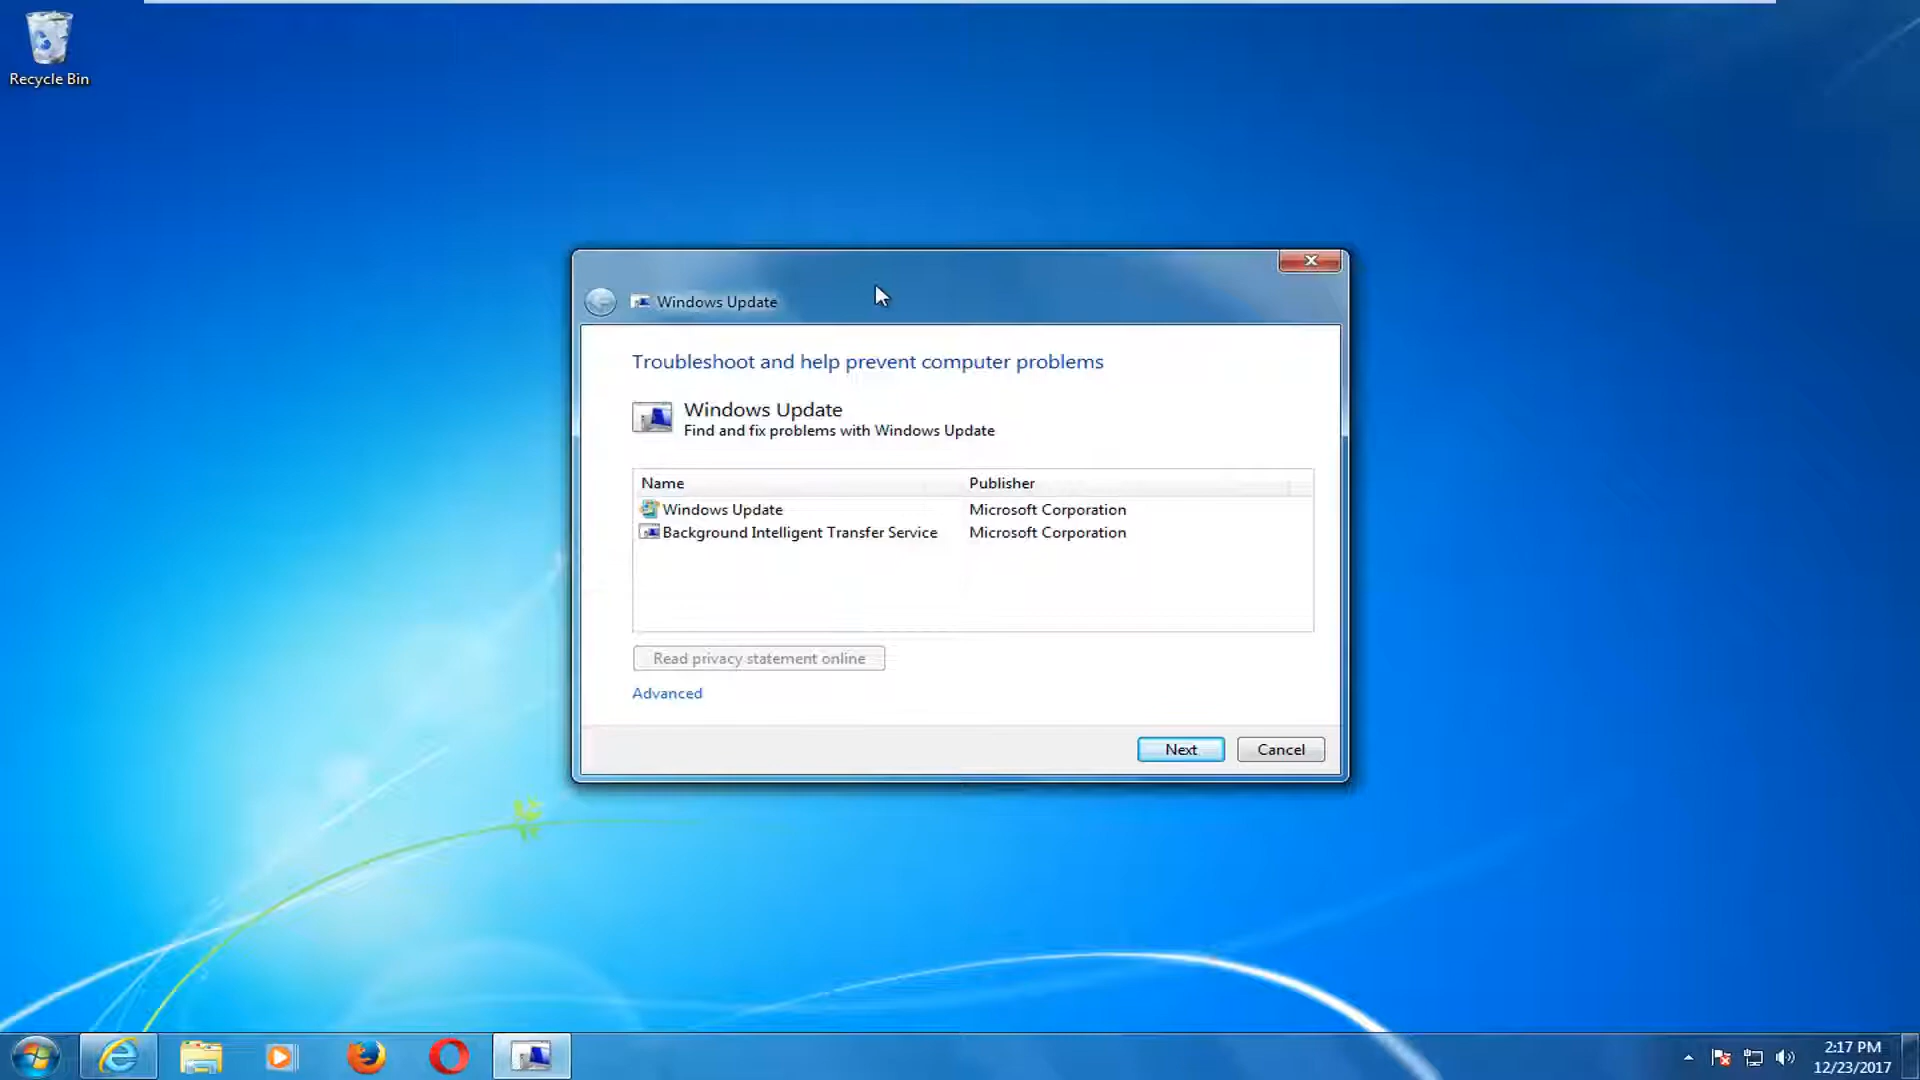 Recycle Bin
Windows Update
Troubleshoot and help prevent computer problems
Windows Update
Find and fix problems with Windows Update
Name Publisher
Windows Update Microsoft Corporation
Background Intelligent Transfer Service Microsoft Corporation
Read privacy statement online
Advanced
Next Cancel
2:17 PM
12/23/2017